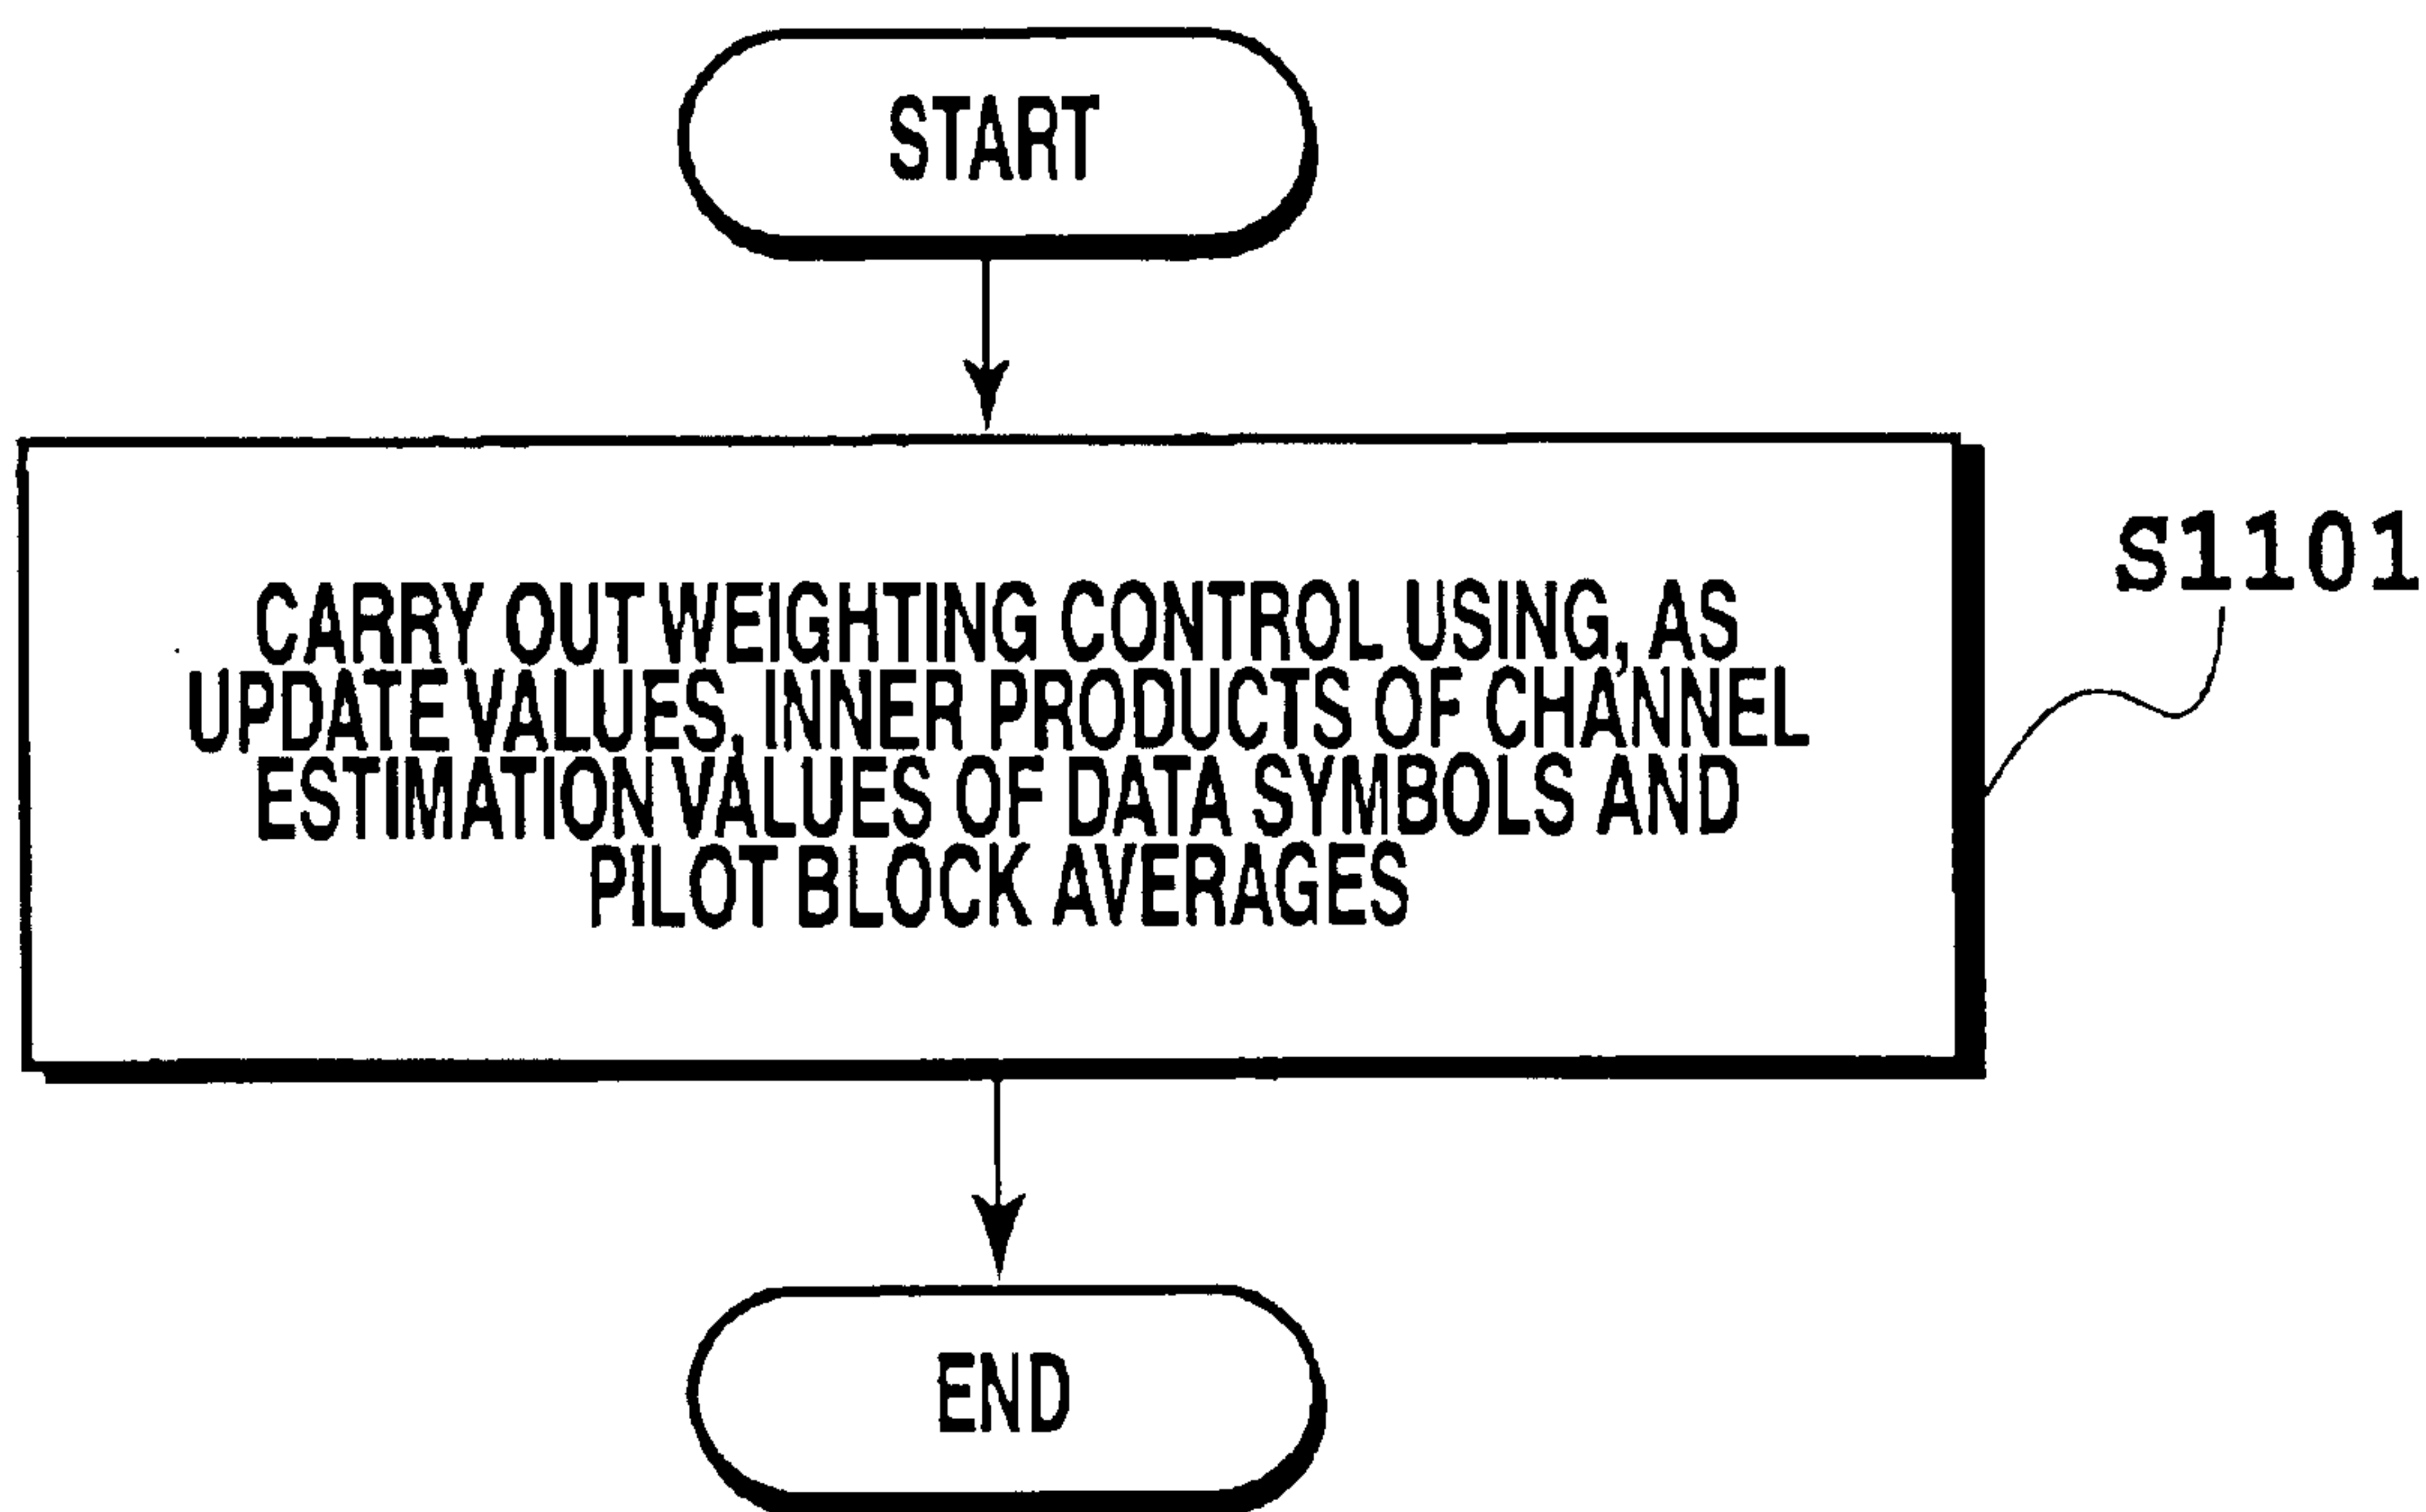 START
CARRY OUT WEIGHTING CONTROL USING, AS
UPDATE VALUES, INNER PRODUCTS OF CHANNEL
ESTIMATION VALUES OF DATA SYMBOLS AND
PILOT BLOCK AVERAGES
S1101
END